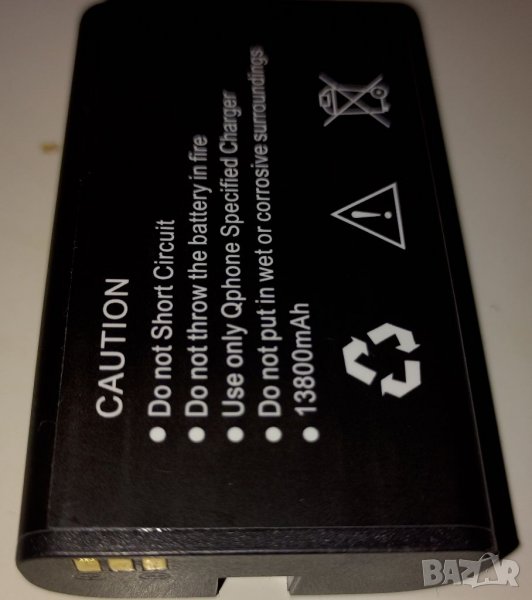 CAUTION
Do not Short Circuit
Do not throw the battery in fire
Use only Qphone Specified Charger
Do not put in wet or corrosive surroundings
13800mAh
BAZAR